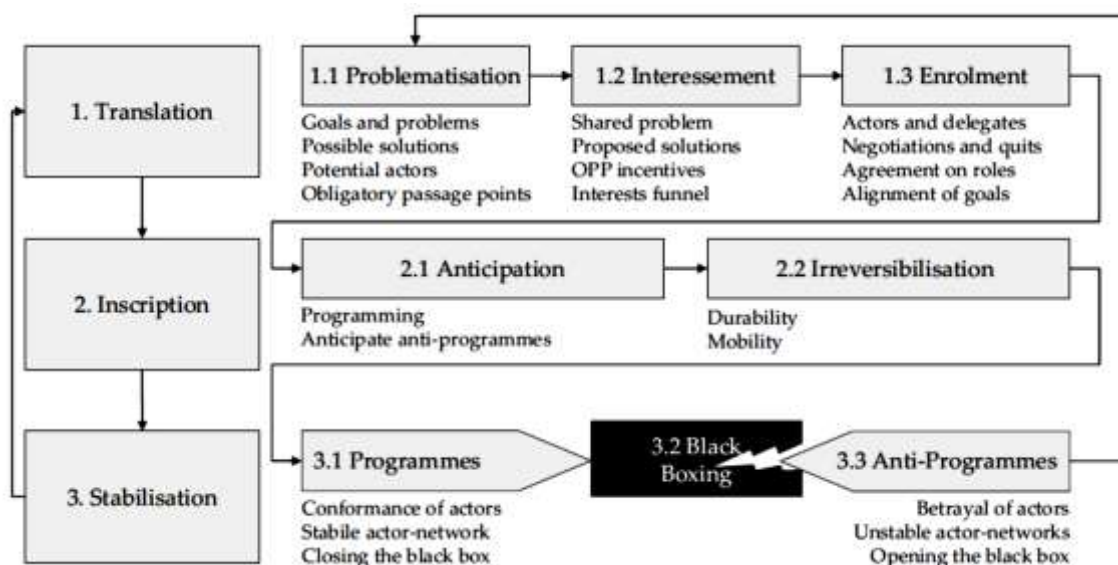 1. Translation
1.1 Problematisation
Goals and problems
Possible solutions
Potential actors
Obligatory passage points
1.2 Interessement
Shared problem
Proposed solutions
OPP incentives
Interests funnel
1.3 Enrolment
Actors and delegates
Negotiations and quits
Agreement on roles
Alignment of goals
2. Inscription
2.1 Anticipation
Programming
Anticipate anti-programmes
2.2 Irreversibilisation
Durability
Mobility
3. Stabilisation
3.1 Programmes
Conformance of actors
Stabile actor-network
Closing the black box
3.2 Black
Boxing
3.3 Anti-Programmes
Betrayal of actors
Unstable actor-networks
Opening the black box